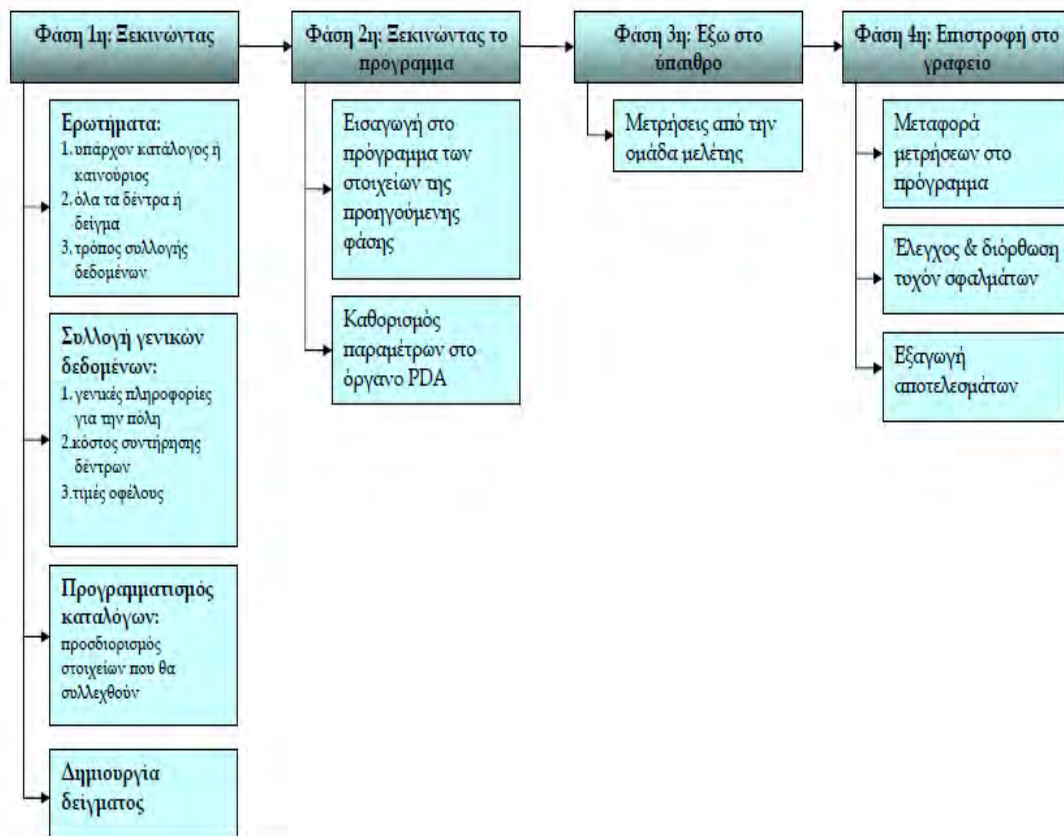 Φάση 1η: Ξεκινώντας
Ερωτήματα:
1. υπάρχον κατάλογος ή
καινούριος
2. όλα τα δέντρα ή
δείγμα
3. τρόπος συλλογής
δεδομένων
Συλλογή γενικών
δεδομένων:
1. γενικές πληροφορίες
για την πόλη
2.κόστος συντήρησης
δέντρων
3.τιμές οφέλους
Προγραμματισμός
καταλόγων:
προσδιορισμός
στοιχείων που θα
συλλεχθούν
Δημιουργία
δείγματος
Φάση 2η: Ξεκινώντας το
πρόγραμμα
Εισαγωγή στο
πρόγραμμα των
στοιχείων της
προηγούμενης
φάσης
Καθορισμός
παραμέτρων στο
όργανο PDA
Φάση 3η: Έξω στο
ύπαιθρο
Μετρήσεις από την
ομάδα μελέτης
Φάση 4η: Επιστροφή στο
γραφείο
Μεταφορά
μετρήσεων στο
πρόγραμμα
Έλεγχος & διόρθωση
τυχόν σφαλμάτων
Εξαγωγή
αποτελεσμάτων